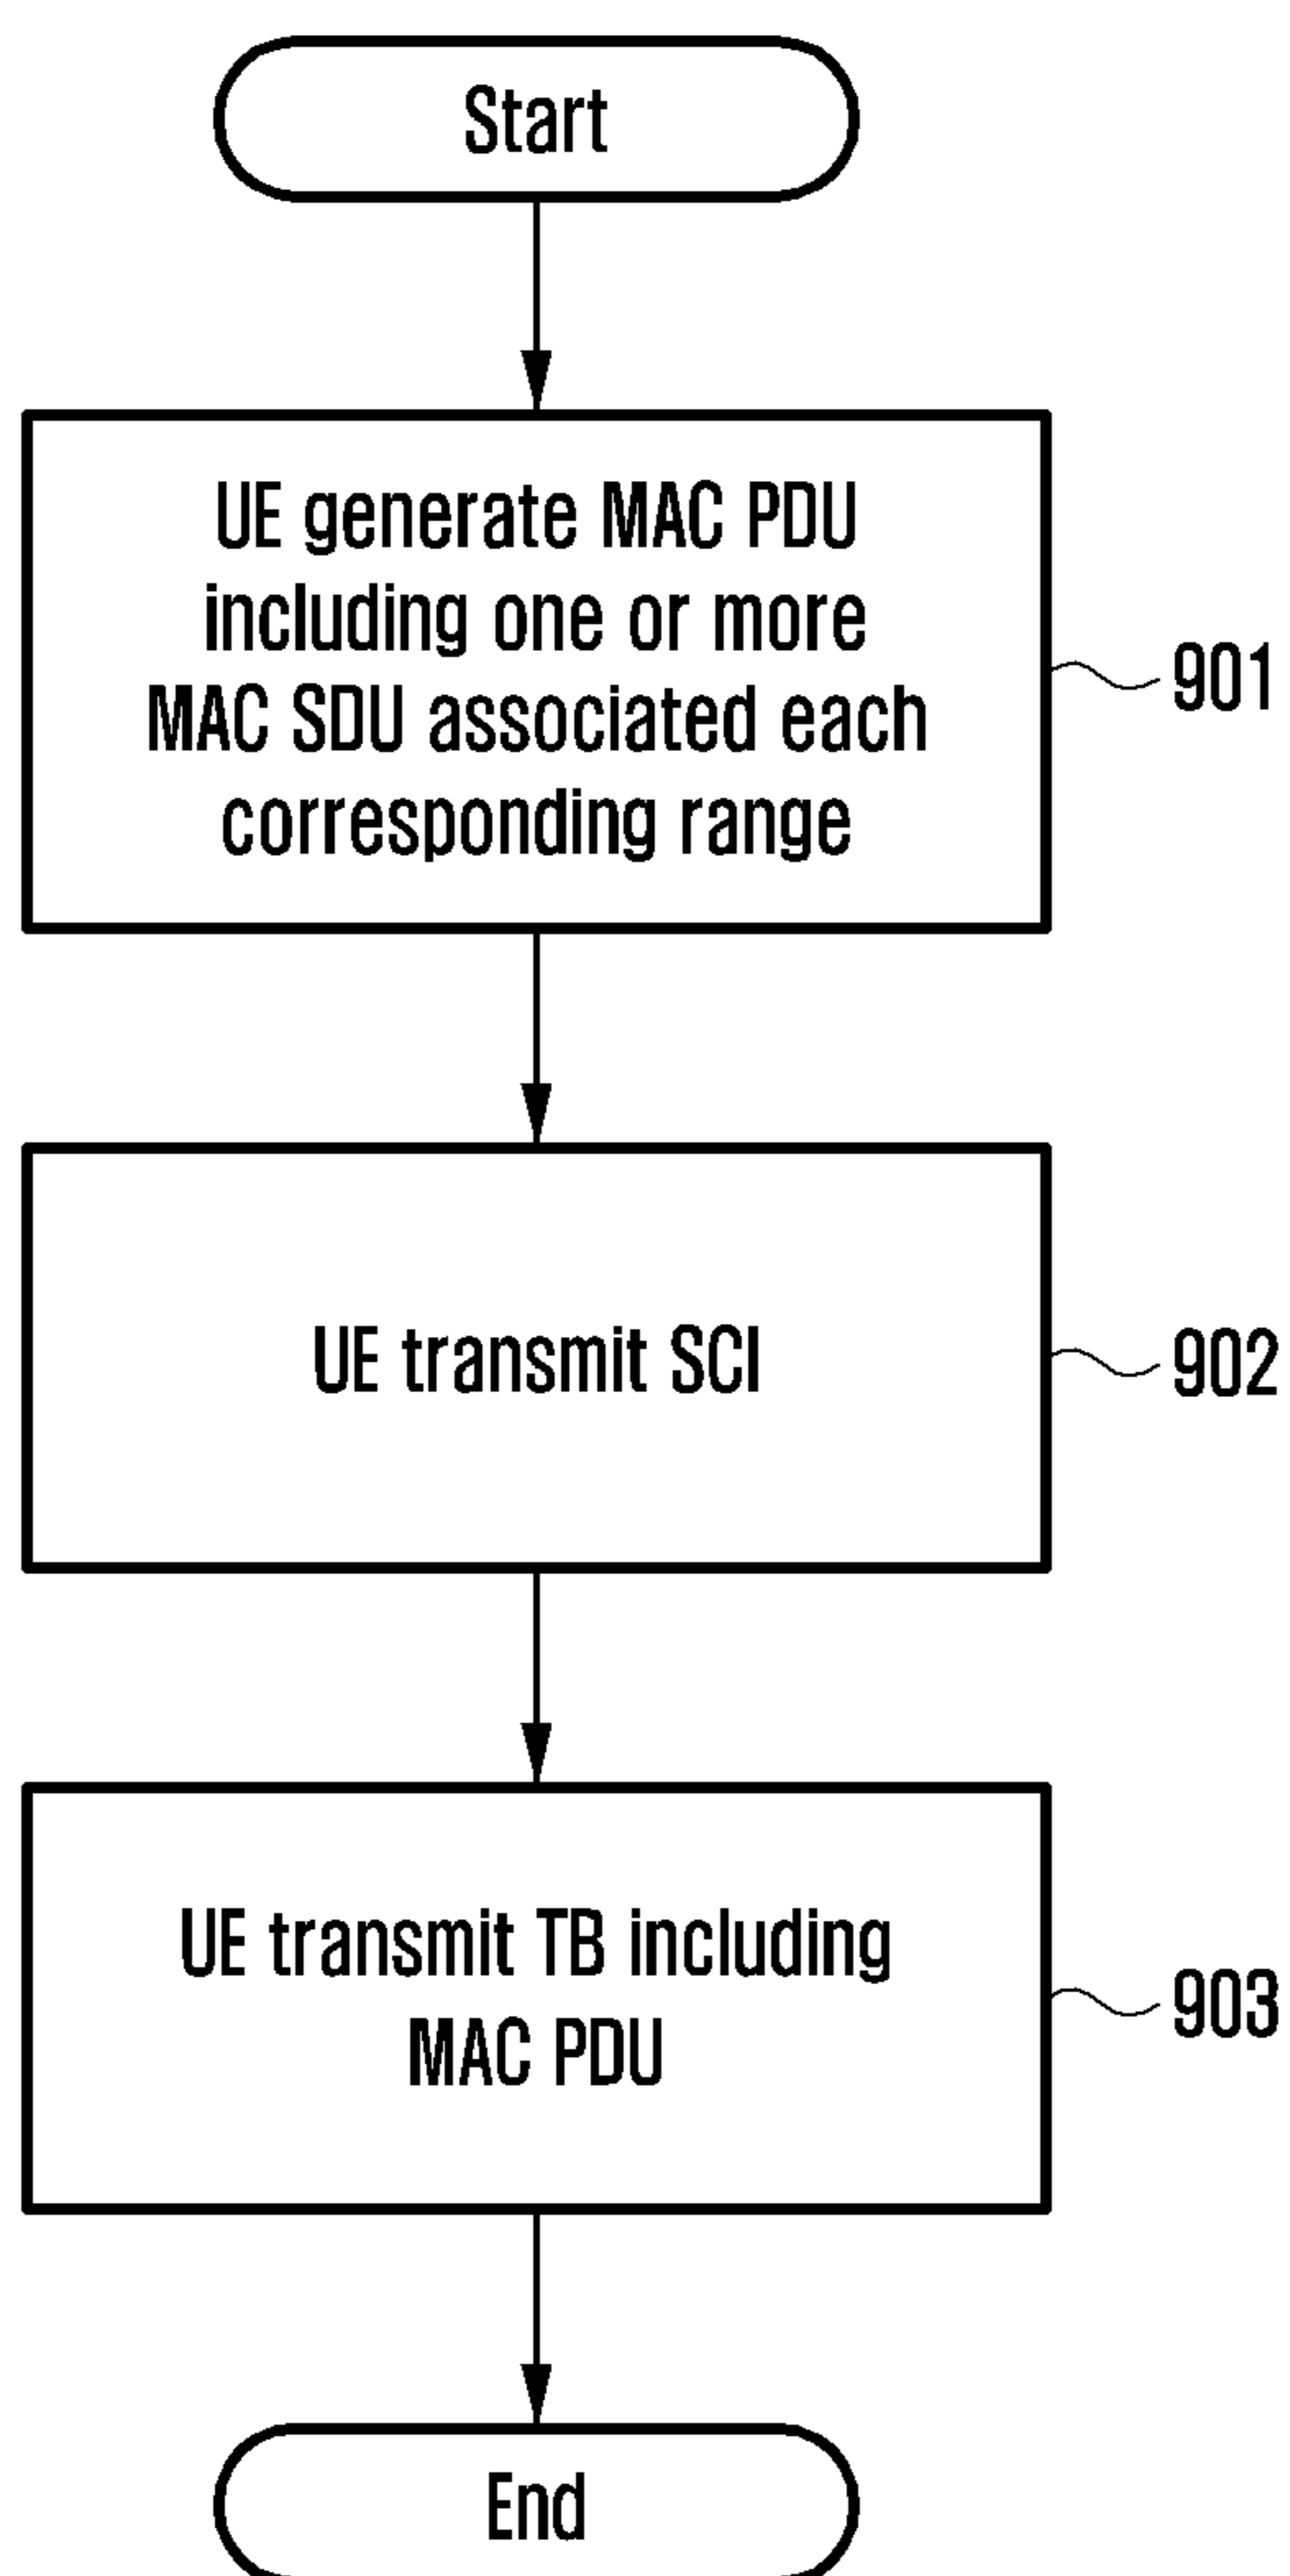 Start
UE generate MAC PDU
including one or more
MAC SDU associated each
corresponding range
901
UE transmit SCI
902
UE transmit TB including
MAC PDU
903
End